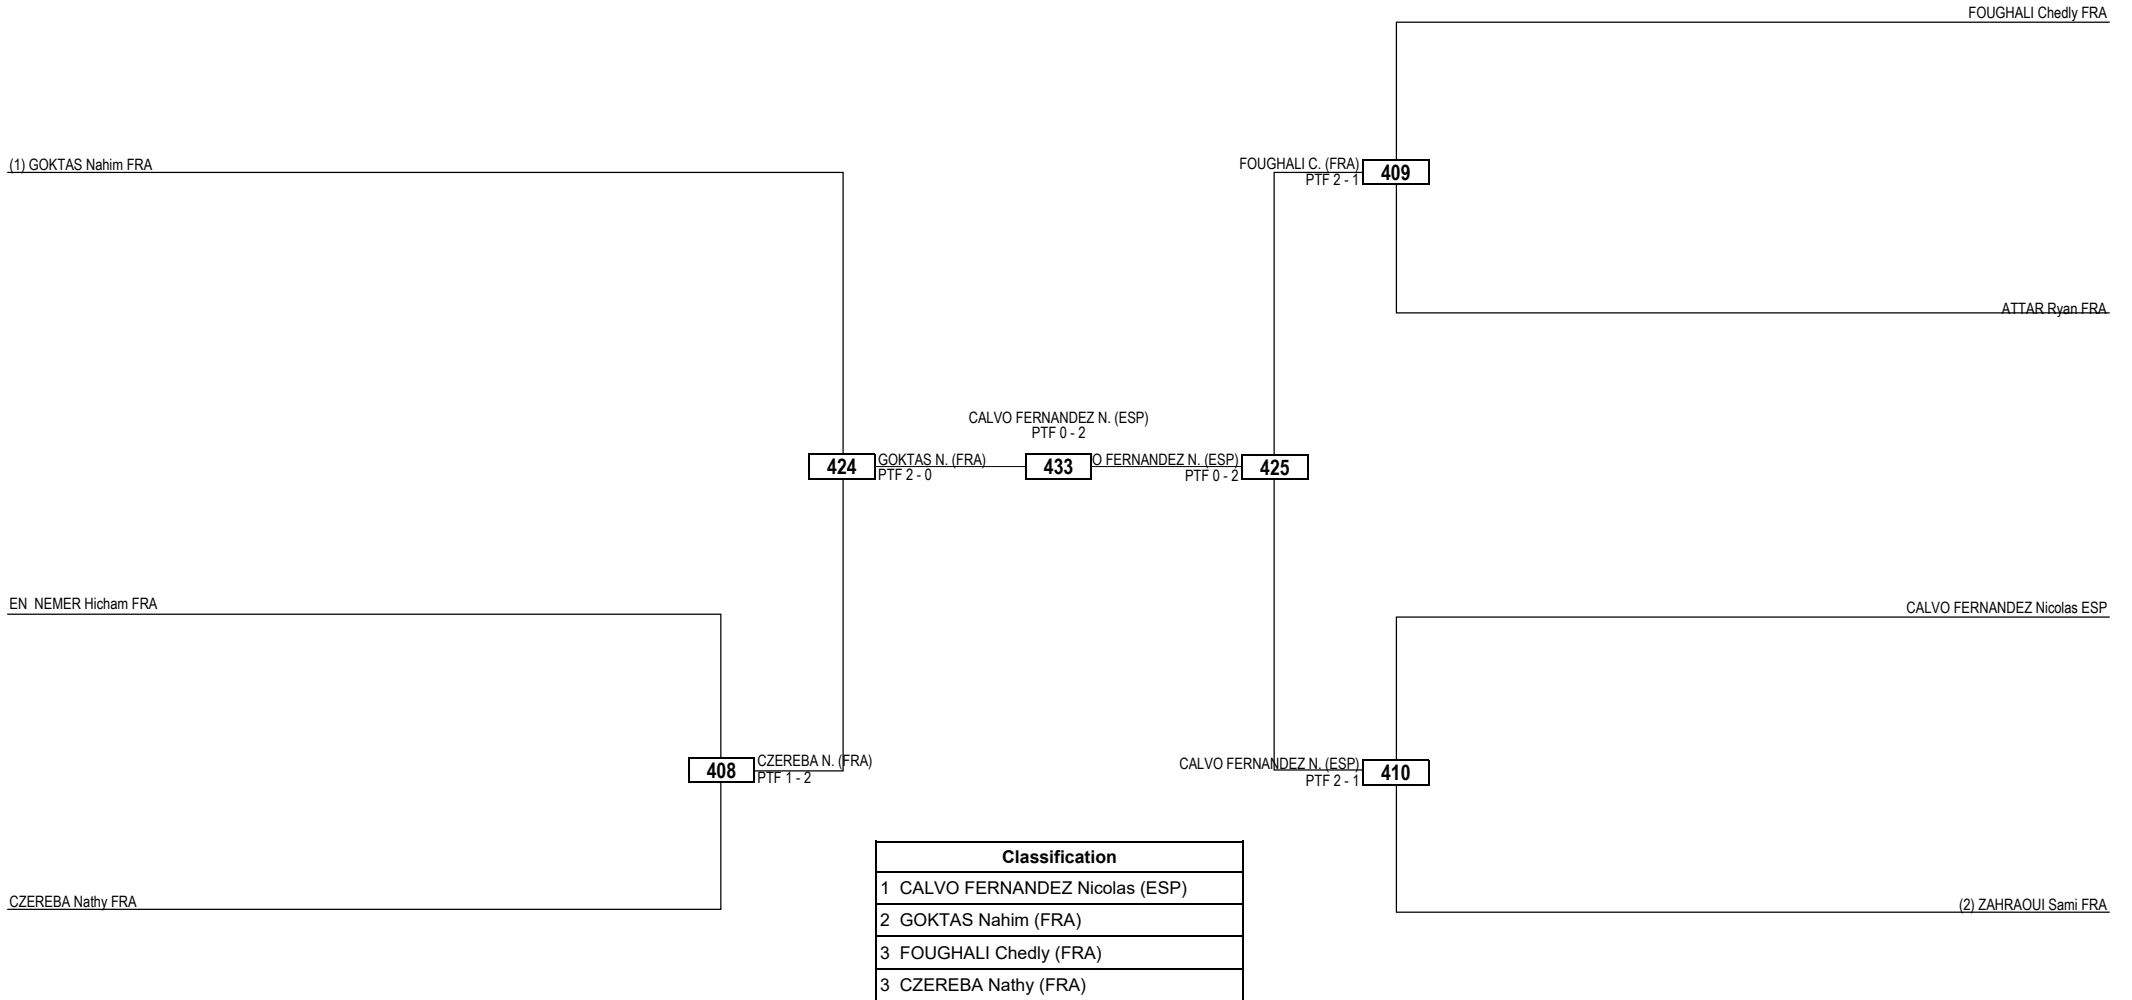 FOUGHALI Chedly FRA
(1) GOKTAS Nahim FRA
FOUGHALI C. (FRA)
PTF 2 - 1
409
ATTAR Ryan FRA
CALVO FERNANDEZ N. (ESP)
PTF 0 - 2
424
GOKTAS N. (FRA)
PTF 2 - 0
433
O FERNANDEZ N. (ESP)
PTF 0 - 2
425
EN  NEMER Hicham FRA
CALVO FERNANDEZ Nicolas ESP
408
CZEREBA N. (FRA)
PTF 1 - 2
CALVO FERNANDEZ N. (ESP)
PTF 2 - 1
410
CZEREBA Nathy FRA
(2) ZAHRAOUI Sami FRA
Classification
1 CALVO FERNANDEZ Nicolas (ESP)
2 GOKTAS Nahim (FRA)
3 FOUGHALI Chedly (FRA)
3 CZEREBA Nathy (FRA)